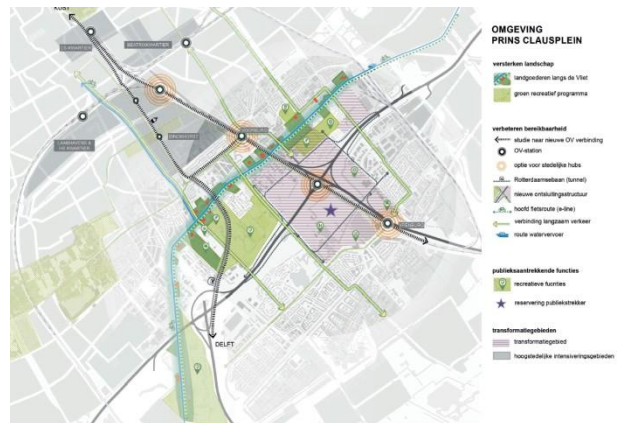 KUST
OMGEVING
PRINS CLAUSPLEIN
versterken landschap
landgoederen langs de Vliet
groen recreatief programma
verbeteren bereikbaarheid
studie naar nieuwe OV verbinding
OV-station
optie voor stedelijke hubs
Rotterdamsebaan (tunnel)
nieuwe ontsluitingsstructuur
hoofd fietsroute (e-line)
verbinding langzaam verkeer
route watervervoer
publieksaantrekkende functies
recreatieve functies
reservering publiekstrekker
transformatiegebieden
transformatiegebied
hoogstedelijke intensiveringsgebieden
BINCKHORST
DELFT